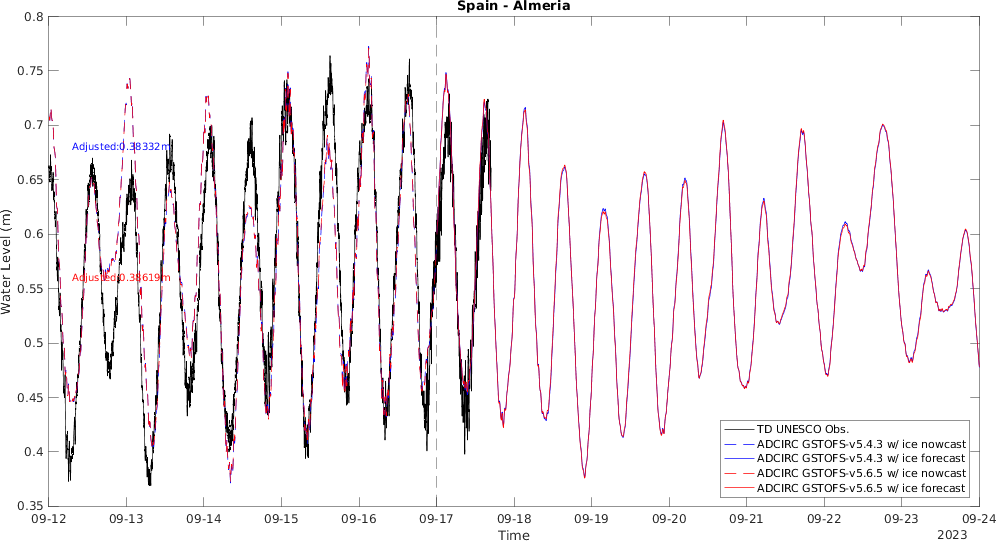 Spain - Almeria
0.8
0.75
0.7
0.65
0.6
0.55
0.5
0.45
0.4
0.35
Water Level (m)
Adjusted:0.38332m
Adjusted:0.38619m
TD UNESCO Obs.
ADCIRC GSTOFS-v5.4.3 w/ ice nowcast
ADCIRC GSTOFS-v5.4.3 w/ ice forecast
ADCIRC GSTOFS-v5.6.5 w/ ice nowcast
ADCIRC GSTOFS-v5.6.5 w/ ice forecast
09-12 09-13 09-14 09-15 09-16 09-17 09-18 09-19 09-20 09-21 09-22 09-23 09-24
Time
2023